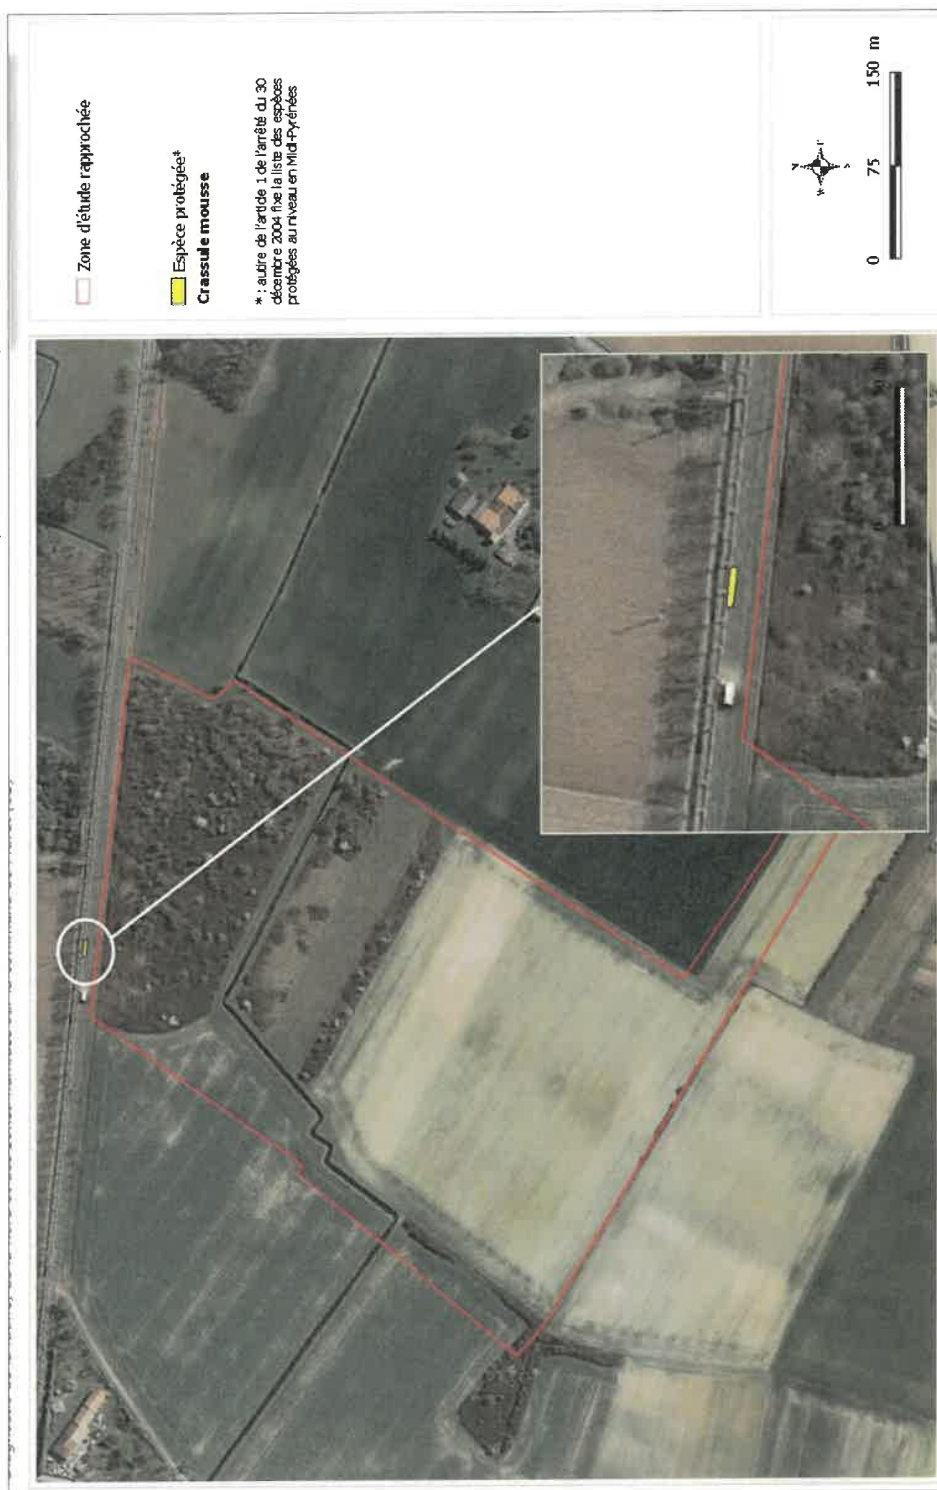 Zone d'étude rapprochée
Espèce protégée*
Crassule mousse
* : au titre de l'article 1 de l'arrêté du 30
décembre 2004 fixe la liste des espèces
protégées au niveau en Midi-Pyrénées
N
W
S
0 75 150 m